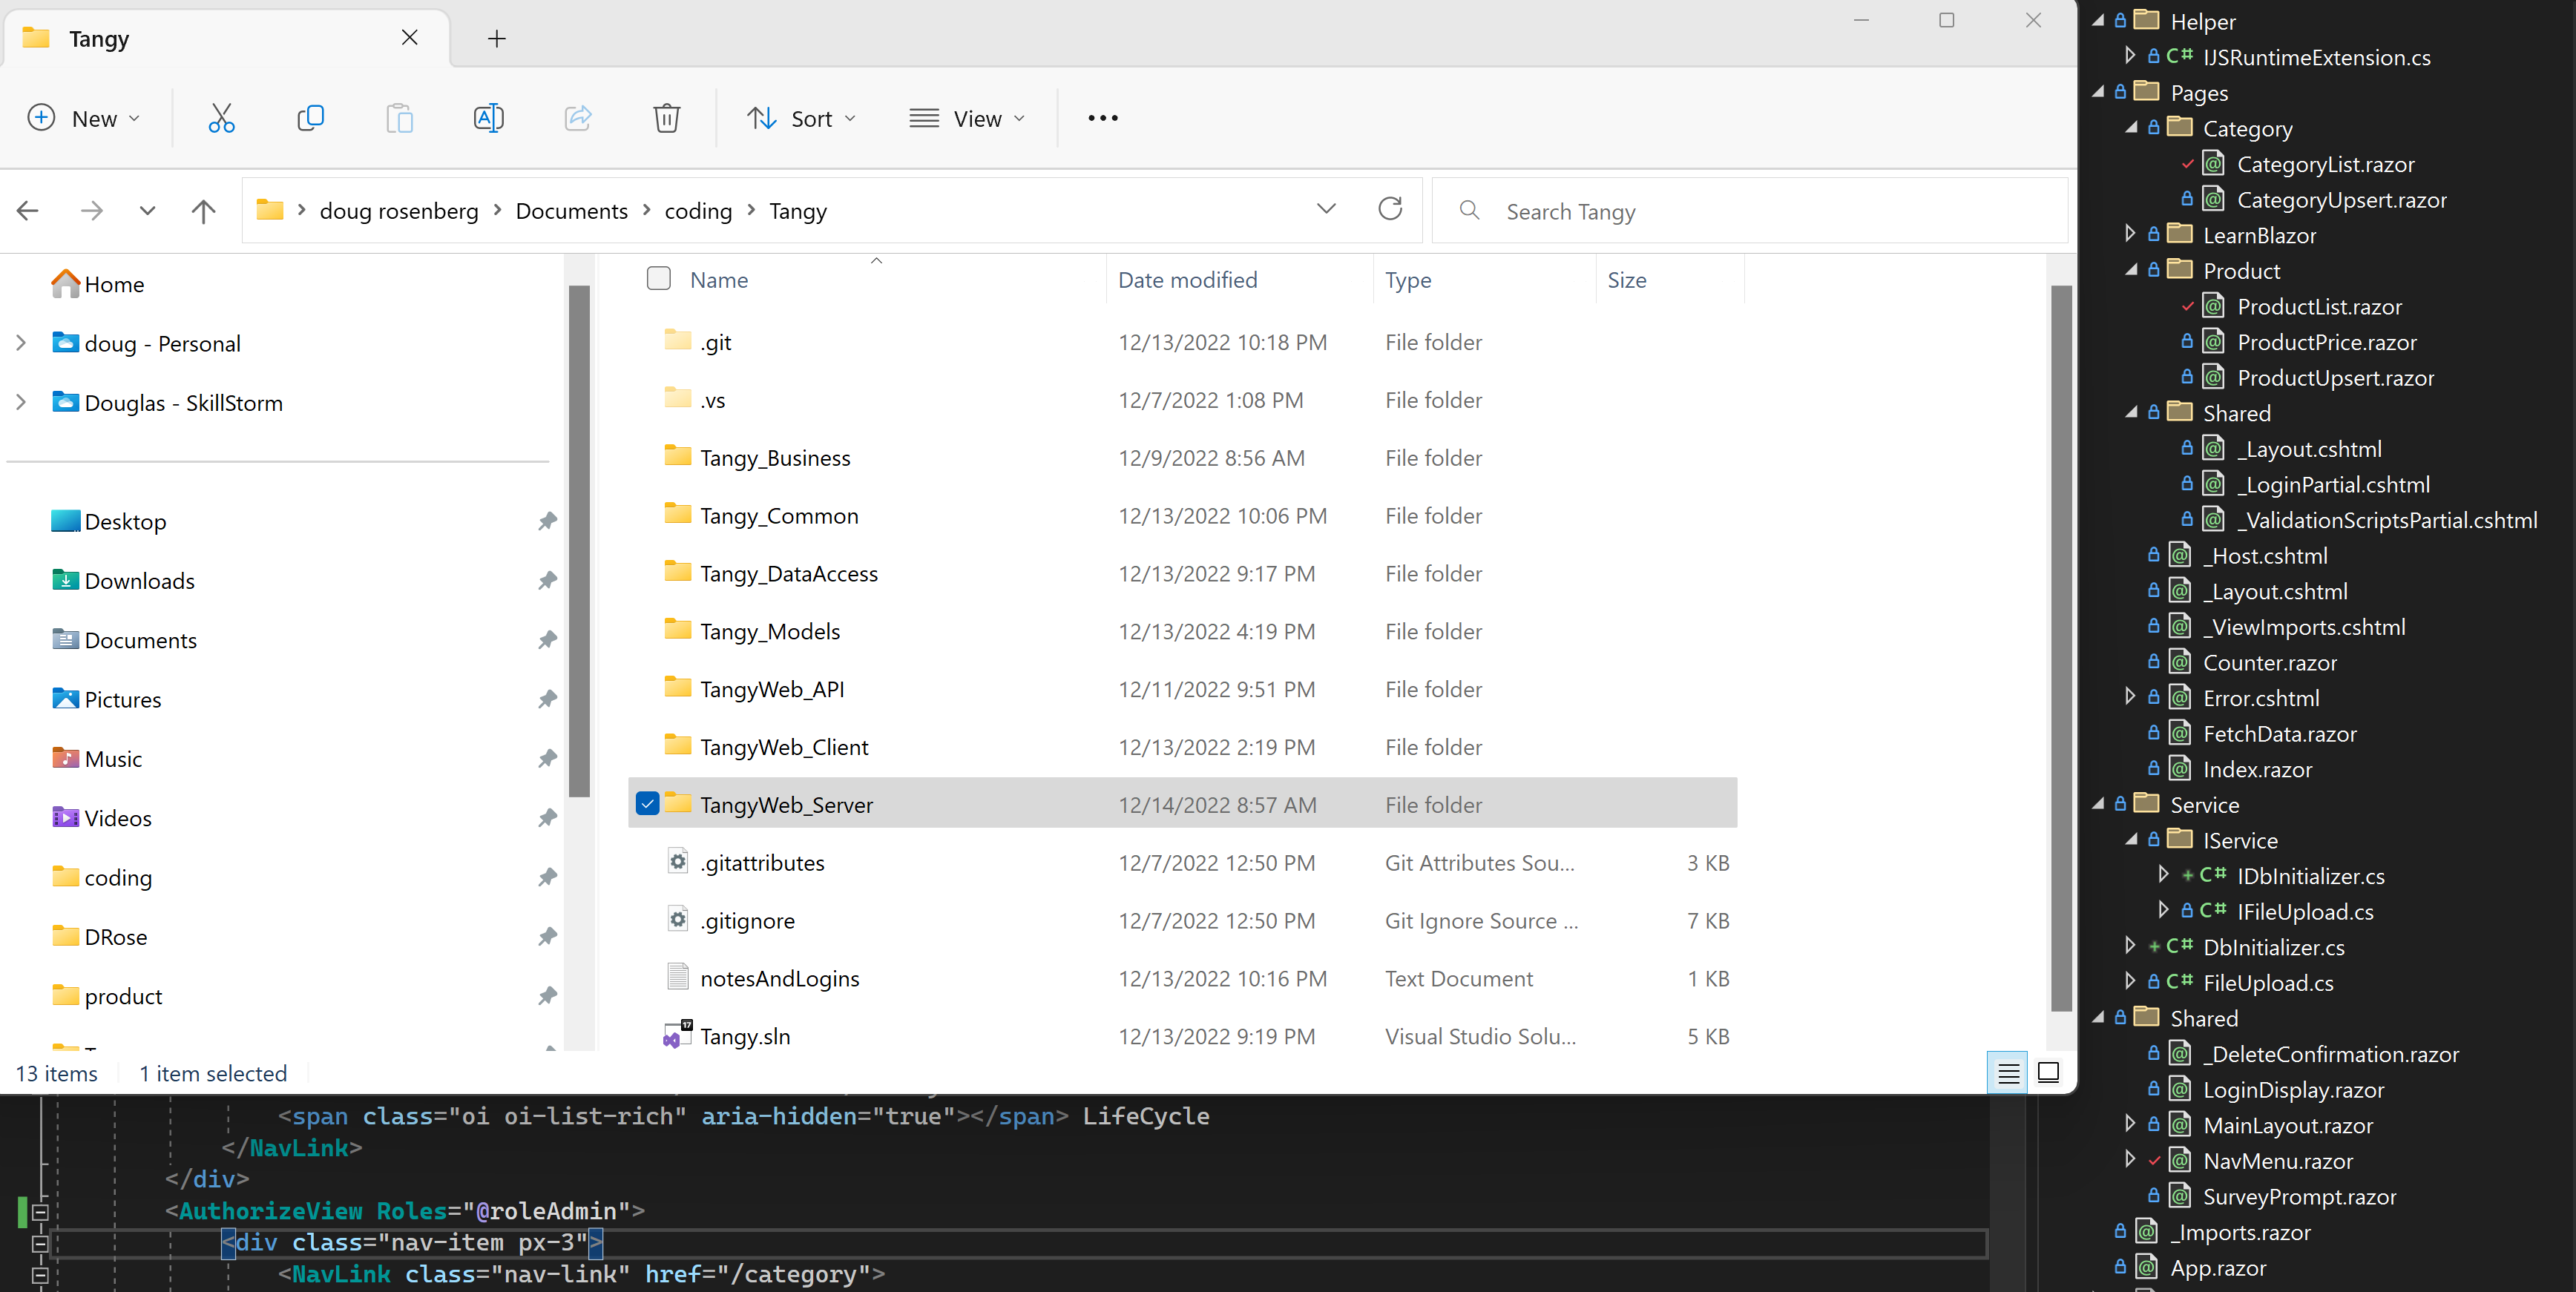 Tangy
New
Sort
View
doug rosenberg
Documents
coding
Tangy
Search Tangy
Home
doug - Personal
Douglas - SkillStorm
Desktop
Downloads
Documents
Pictures
Music
Videos
coding
DRose
product
Name
Date modified
Type
Size
.git 12/13/2022 10:18 PM File folder
.vs 12/7/2022 1:08 PM File folder
Tangy_Business 12/9/2022 8:56 AM File folder
Tangy_Common 12/13/2022 10:06 PM File folder
Tangy_DataAccess 12/13/2022 9:17 PM File folder
Tangy_Models 12/13/2022 4:19 PM File folder
TangyWeb_API 12/11/2022 9:51 PM File folder
TangyWeb_Client 12/13/2022 2:19 PM File folder
TangyWeb_Server 12/14/2022 8:57 AM File folder
.gitattributes 12/7/2022 12:50 PM Git Attributes Sou... 3 KB
.gitignore 12/7/2022 12:50 PM Git Ignore Source ... 7 KB
notesAndLogins 12/13/2022 10:16 PM Text Document 1 KB
Tangy.sln 12/13/2022 9:19 PM Visual Studio Solu... 5 KB
13 items
1 item selected
<span class="oi oi-list-rich" aria-hidden="true"></span> LifeCycle
</NavLink>
</div>
<AuthorizeView Roles="@roleAdmin">
<div class="nav-item px-3">
<NavLink class="nav-link" href="/category">
Helper
C# IJSRuntimeExtension.cs
Pages
Category
CategoryList.razor
CategoryUpsert.razor
LearnBlazor
Product
ProductList.razor
ProductPrice.razor
ProductUpsert.razor
Shared
_Layout.cshtml
_LoginPartial.cshtml
_ValidationScriptsPartial.cshtml
_Host.cshtml
_Layout.cshtml
_ViewImports.cshtml
Counter.razor
Error.cshtml
FetchData.razor
Index.razor
Service
IService
+ C# IDbInitializer.cs
C# IFileUpload.cs
+ C# DbInitializer.cs
C# FileUpload.cs
Shared
_DeleteConfirmation.razor
LoginDisplay.razor
MainLayout.razor
NavMenu.razor
SurveyPrompt.razor
_Imports.razor
App.razor